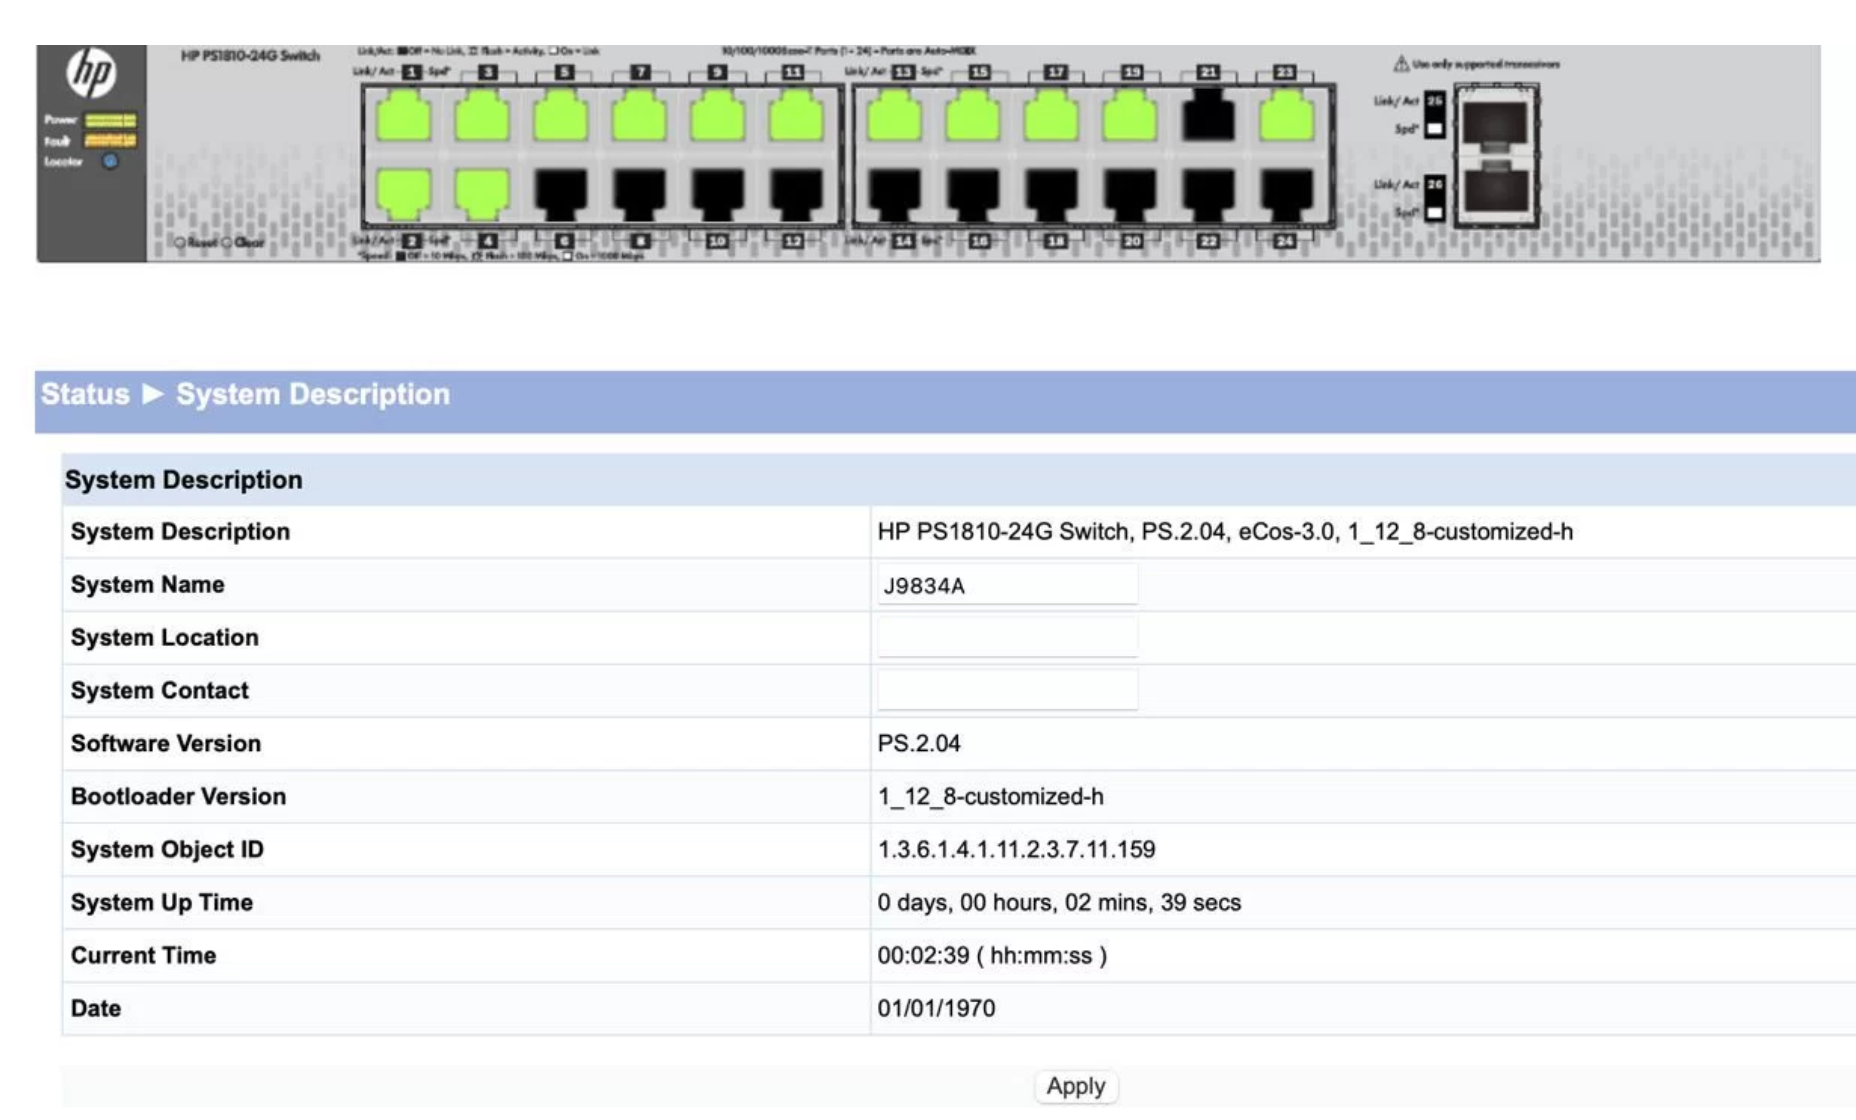 hp
HP PS1810-24G Switch
Link/Act: Off = No Link, Flash = Activity, On = Link
10/100/1000Base-T Ports (1 - 24) - Ports are Auto-MDIX
Link/Act 1 Spd* 3 5 7 9 11 Link/Act 13 Spd* 15 17 19 21 23
Use only supported transceivers
Power
Fault
Locator
Link/Act 25
Spd*
Link/Act 26
Spd*
Reset Clear
Link/Act 2 Spd* 4 6 8 10 12 Link/Act 14 Spd* 16 18 20 22 24
*Speed: Off = 10 Mbps, Flash = 100 Mbps, On = 1000 Mbps
Status ► System Description
System Description
System Description HP PS1810-24G Switch, PS.2.04, eCos-3.0, 1_12_8-customized-h
System Name J9834A
System Location
System Contact
Software Version PS.2.04
Bootloader Version 1_12_8-customized-h
System Object ID 1.3.6.1.4.1.11.2.3.7.11.159
System Up Time 0 days, 00 hours, 02 mins, 39 secs
Current Time 00:02:39 ( hh:mm:ss )
Date 01/01/1970
Apply